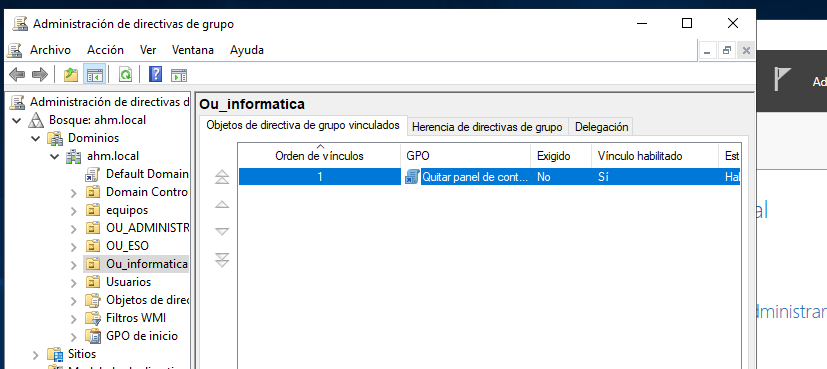 Administración de directivas de grupo
Archivo Acción Ver Ventana Ayuda
Administración de directivas d
Bosque: ahm.local
Dominios
ahm.local
Default Domain
Domain Contro
equipos
OU_ADMINISTR
OU_ESO
Ou_informatica
Usuarios
Objetos de direc
Filtros WMI
GPO de inicio
Sitios
Ou_informatica
Objetos de directiva de grupo vinculados Herencia de directivas de grupo Delegación
Orden de vínculos GPO Exigido Vínculo habilitado Est
1 Quitar panel de cont... No Sí Hal
Ad
al
dministrar